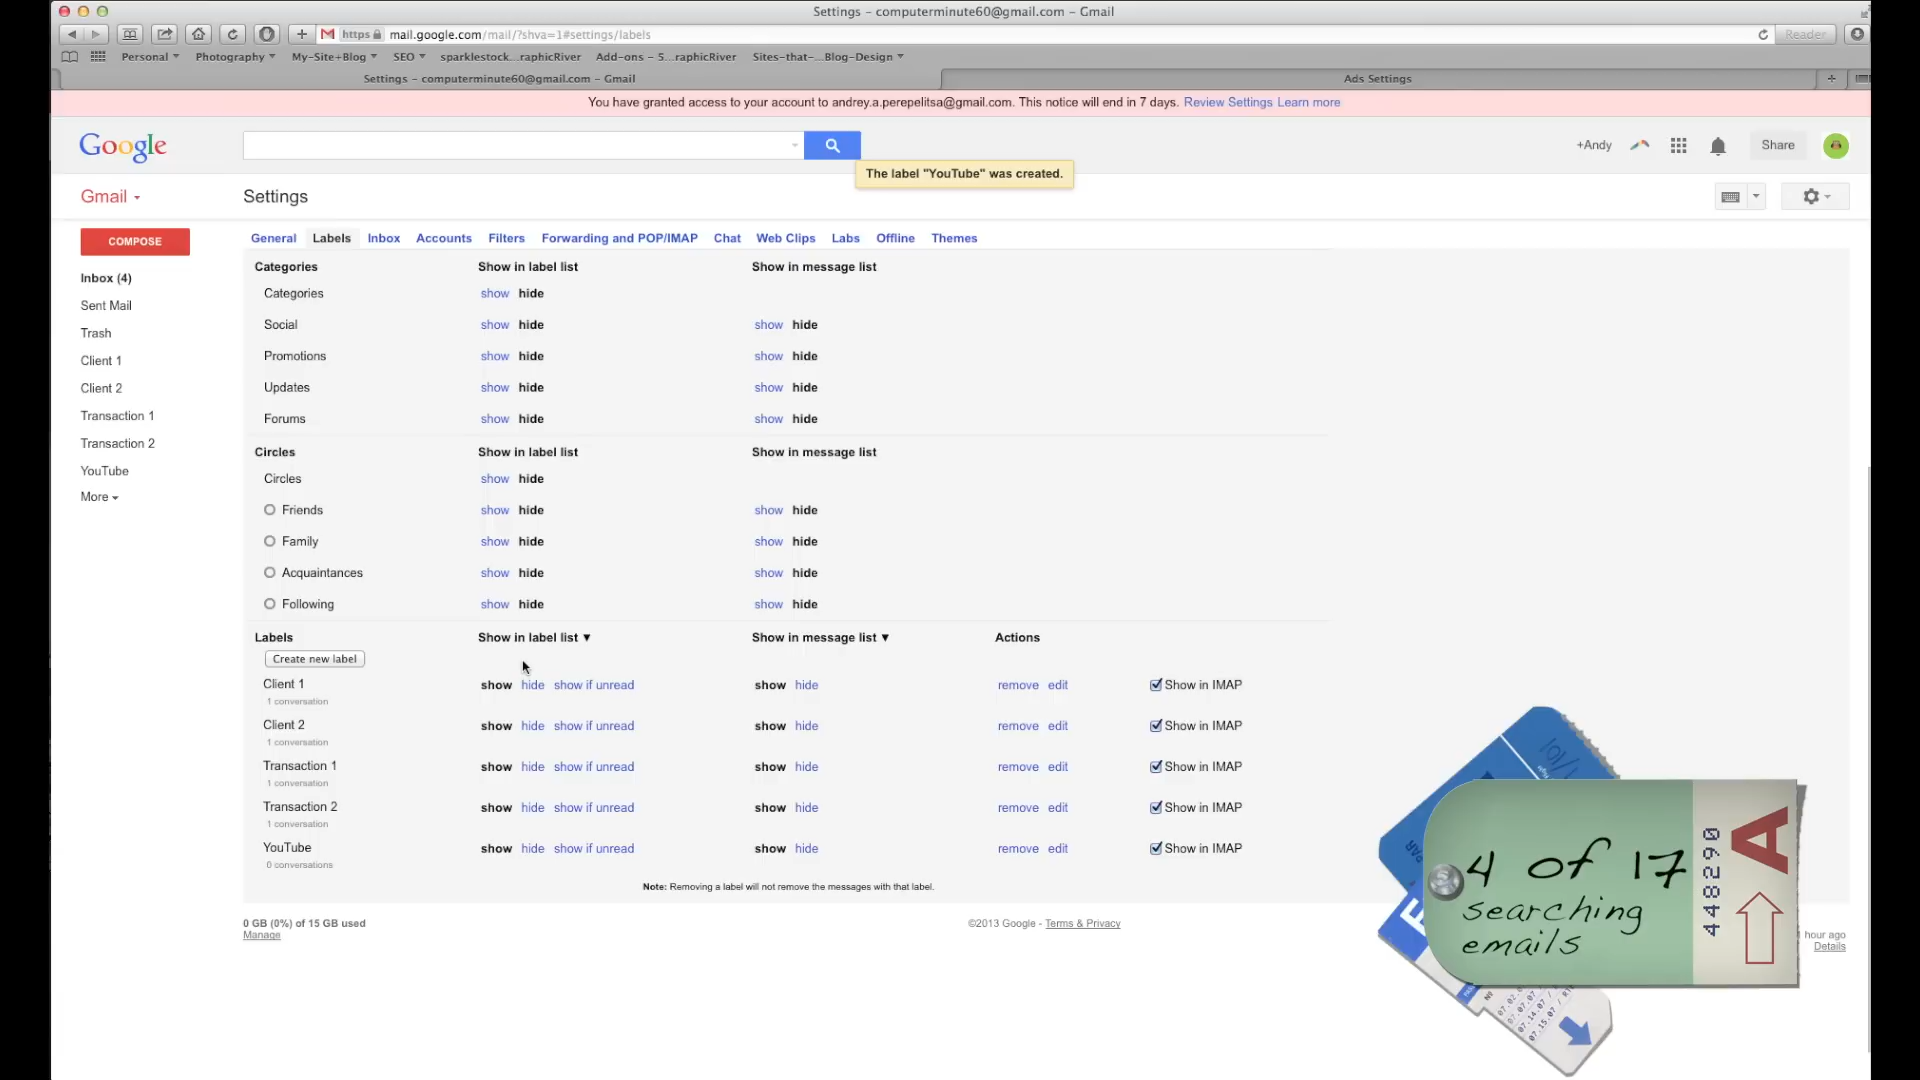 Settings – computerminute60@gmail.com – Gmail
https mail.google.com/mail/?shva=1#settings/labels Reader
Personal Photography My-Site+Blog SEO sparklestock...raphicRiver Add-ons – S...raphicRiver Sites-that-...Blog-Design
Settings – computerminute60@gmail.com – Gmail Ads Settings
You have granted access to your account to andrey.a.perepelitsa@gmail.com. This notice will end in 7 days. Review Settings Learn more
Google +Andy Share
The label "YouTube" was created.
Gmail Settings
COMPOSE
Inbox (4)
Sent Mail
Trash
Client 1
Client 2
Transaction 1
Transaction 2
YouTube
More
General Labels Inbox Accounts Filters Forwarding and POP/IMAP Chat Web Clips Labs Offline Themes
Categories Show in label list Show in message list
Categories show hide
Social show hide show hide
Promotions show hide show hide
Updates show hide show hide
Forums show hide show hide
Circles Show in label list Show in message list
Circles show hide
Friends show hide show hide
Family show hide show hide
Acquaintances show hide show hide
Following show hide show hide
Labels Show in label list ▼ Show in message list ▼ Actions
Create new label
Client 1 show hide show if unread show hide remove edit Show in IMAP
1 conversation
Client 2 show hide show if unread show hide remove edit Show in IMAP
1 conversation
Transaction 1 show hide show if unread show hide remove edit Show in IMAP
1 conversation
Transaction 2 show hide show if unread show hide remove edit Show in IMAP
1 conversation
YouTube show hide show if unread show hide remove edit Show in IMAP
0 conversations
Note: Removing a label will not remove the messages with that label.
0 GB (0%) of 15 GB used
Manage
©2013 Google - Terms & Privacy
hour ago
Details
4 of 17
searching
emails
448290
A